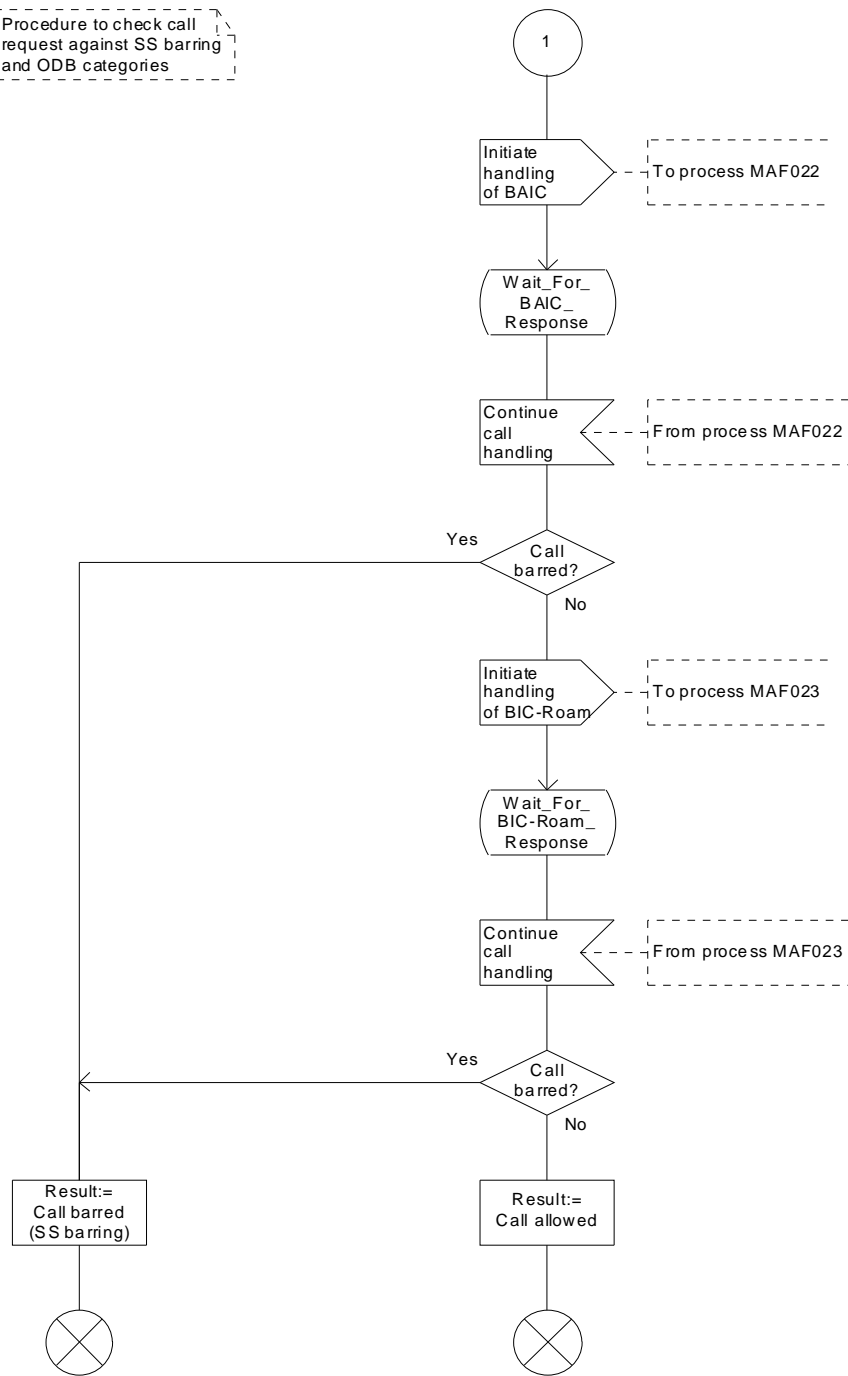 Procedure to check call
request against SS barring
and ODB categories
1
Initiate
handling
of BAIC
To process MAF022
Wait_For_
BAIC_
Response
Continue
call
handling
From process MAF022
Yes
Call
barred?
No
Initiate
handling
of BIC-Roam
To process MAF023
Wait_For_
BIC-Roam_
Response
Continue
call
handling
From process MAF023
Yes
Call
barred?
No
Result:=
Call barred
(SS barring)
Result:=
Call allowed